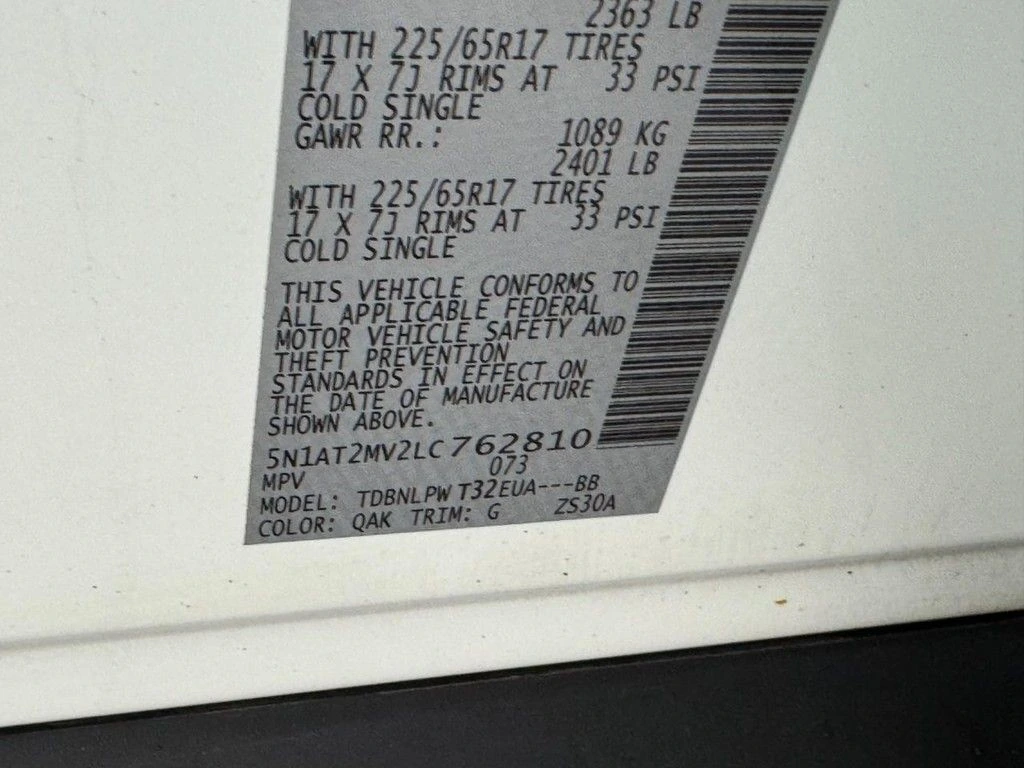 2363 LB
WITH 225/65R17 TIRES
17 X 7J RIMS AT 33 PSI
COLD SINGLE
GAWR RR.: 1089 KG
2401 LB
WITH 225/65R17 TIRES
17 X 7J RIMS AT 33 PSI
COLD SINGLE
THIS VEHICLE CONFORMS TO
ALL APPLICABLE FEDERAL
MOTOR VEHICLE SAFETY AND
THEFT PREVENTION
STANDARDS IN EFFECT ON
THE DATE OF MANUFACTURE
SHOWN ABOVE.
5N1AT2MV2LC762810
MPV 073
MODEL: TDBNLPWT32EUA---BB
COLOR: QAK TRIM: G ZS30A